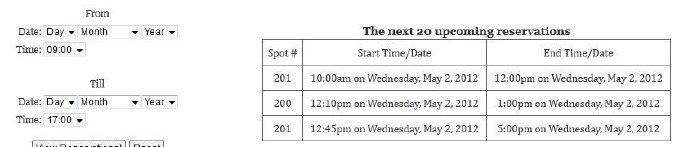 From
Date: Day Month Year
Time: 09:00
Till
Date: Day Month Year
Time: 17:00
View Reservations! Reset
The next 20 upcoming reservations
Spot # Start Time/Date End Time/Date
201 10:00am on Wednesday, May 2, 2012 12:00pm on Wednesday, May 2, 2012
200 12:10pm on Wednesday, May 2, 2012 1:00pm on Wednesday, May 2, 2012
201 12:45pm on Wednesday, May 2, 2012 5:00pm on Wednesday, May 2, 2012